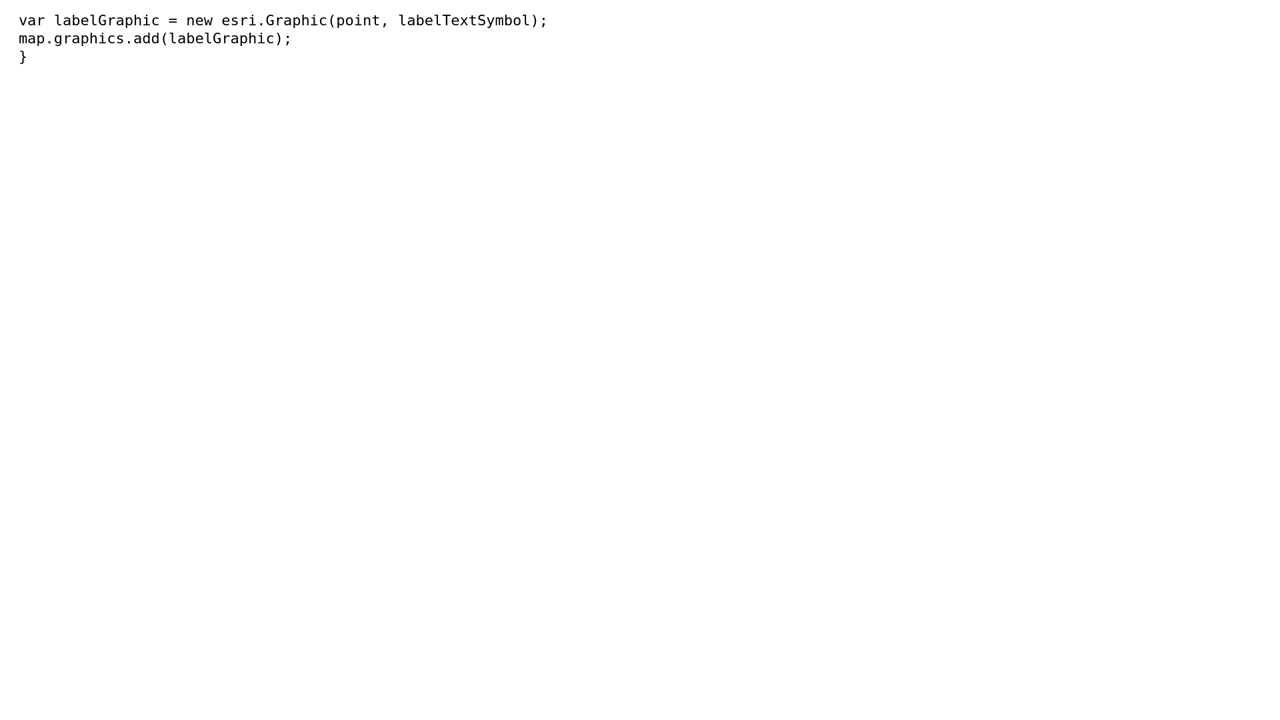 var labelGraphic = new esri.Graphic(point, labelTextSymbol);
map.graphics.add(labelGraphic);
}